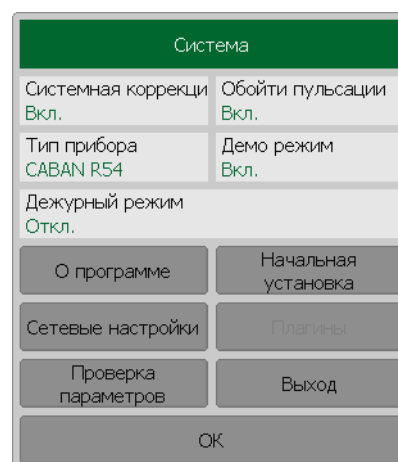 Система
Системная коррекци Обойти пульсации
Вкл. Вкл.
Тип прибора Демо режим
CABAN R54 Вкл.
Дежурный режим
Откл.
О программе Начальная
установка
Сетевые настройки Плагины
Проверка
параметров Выход
ОК